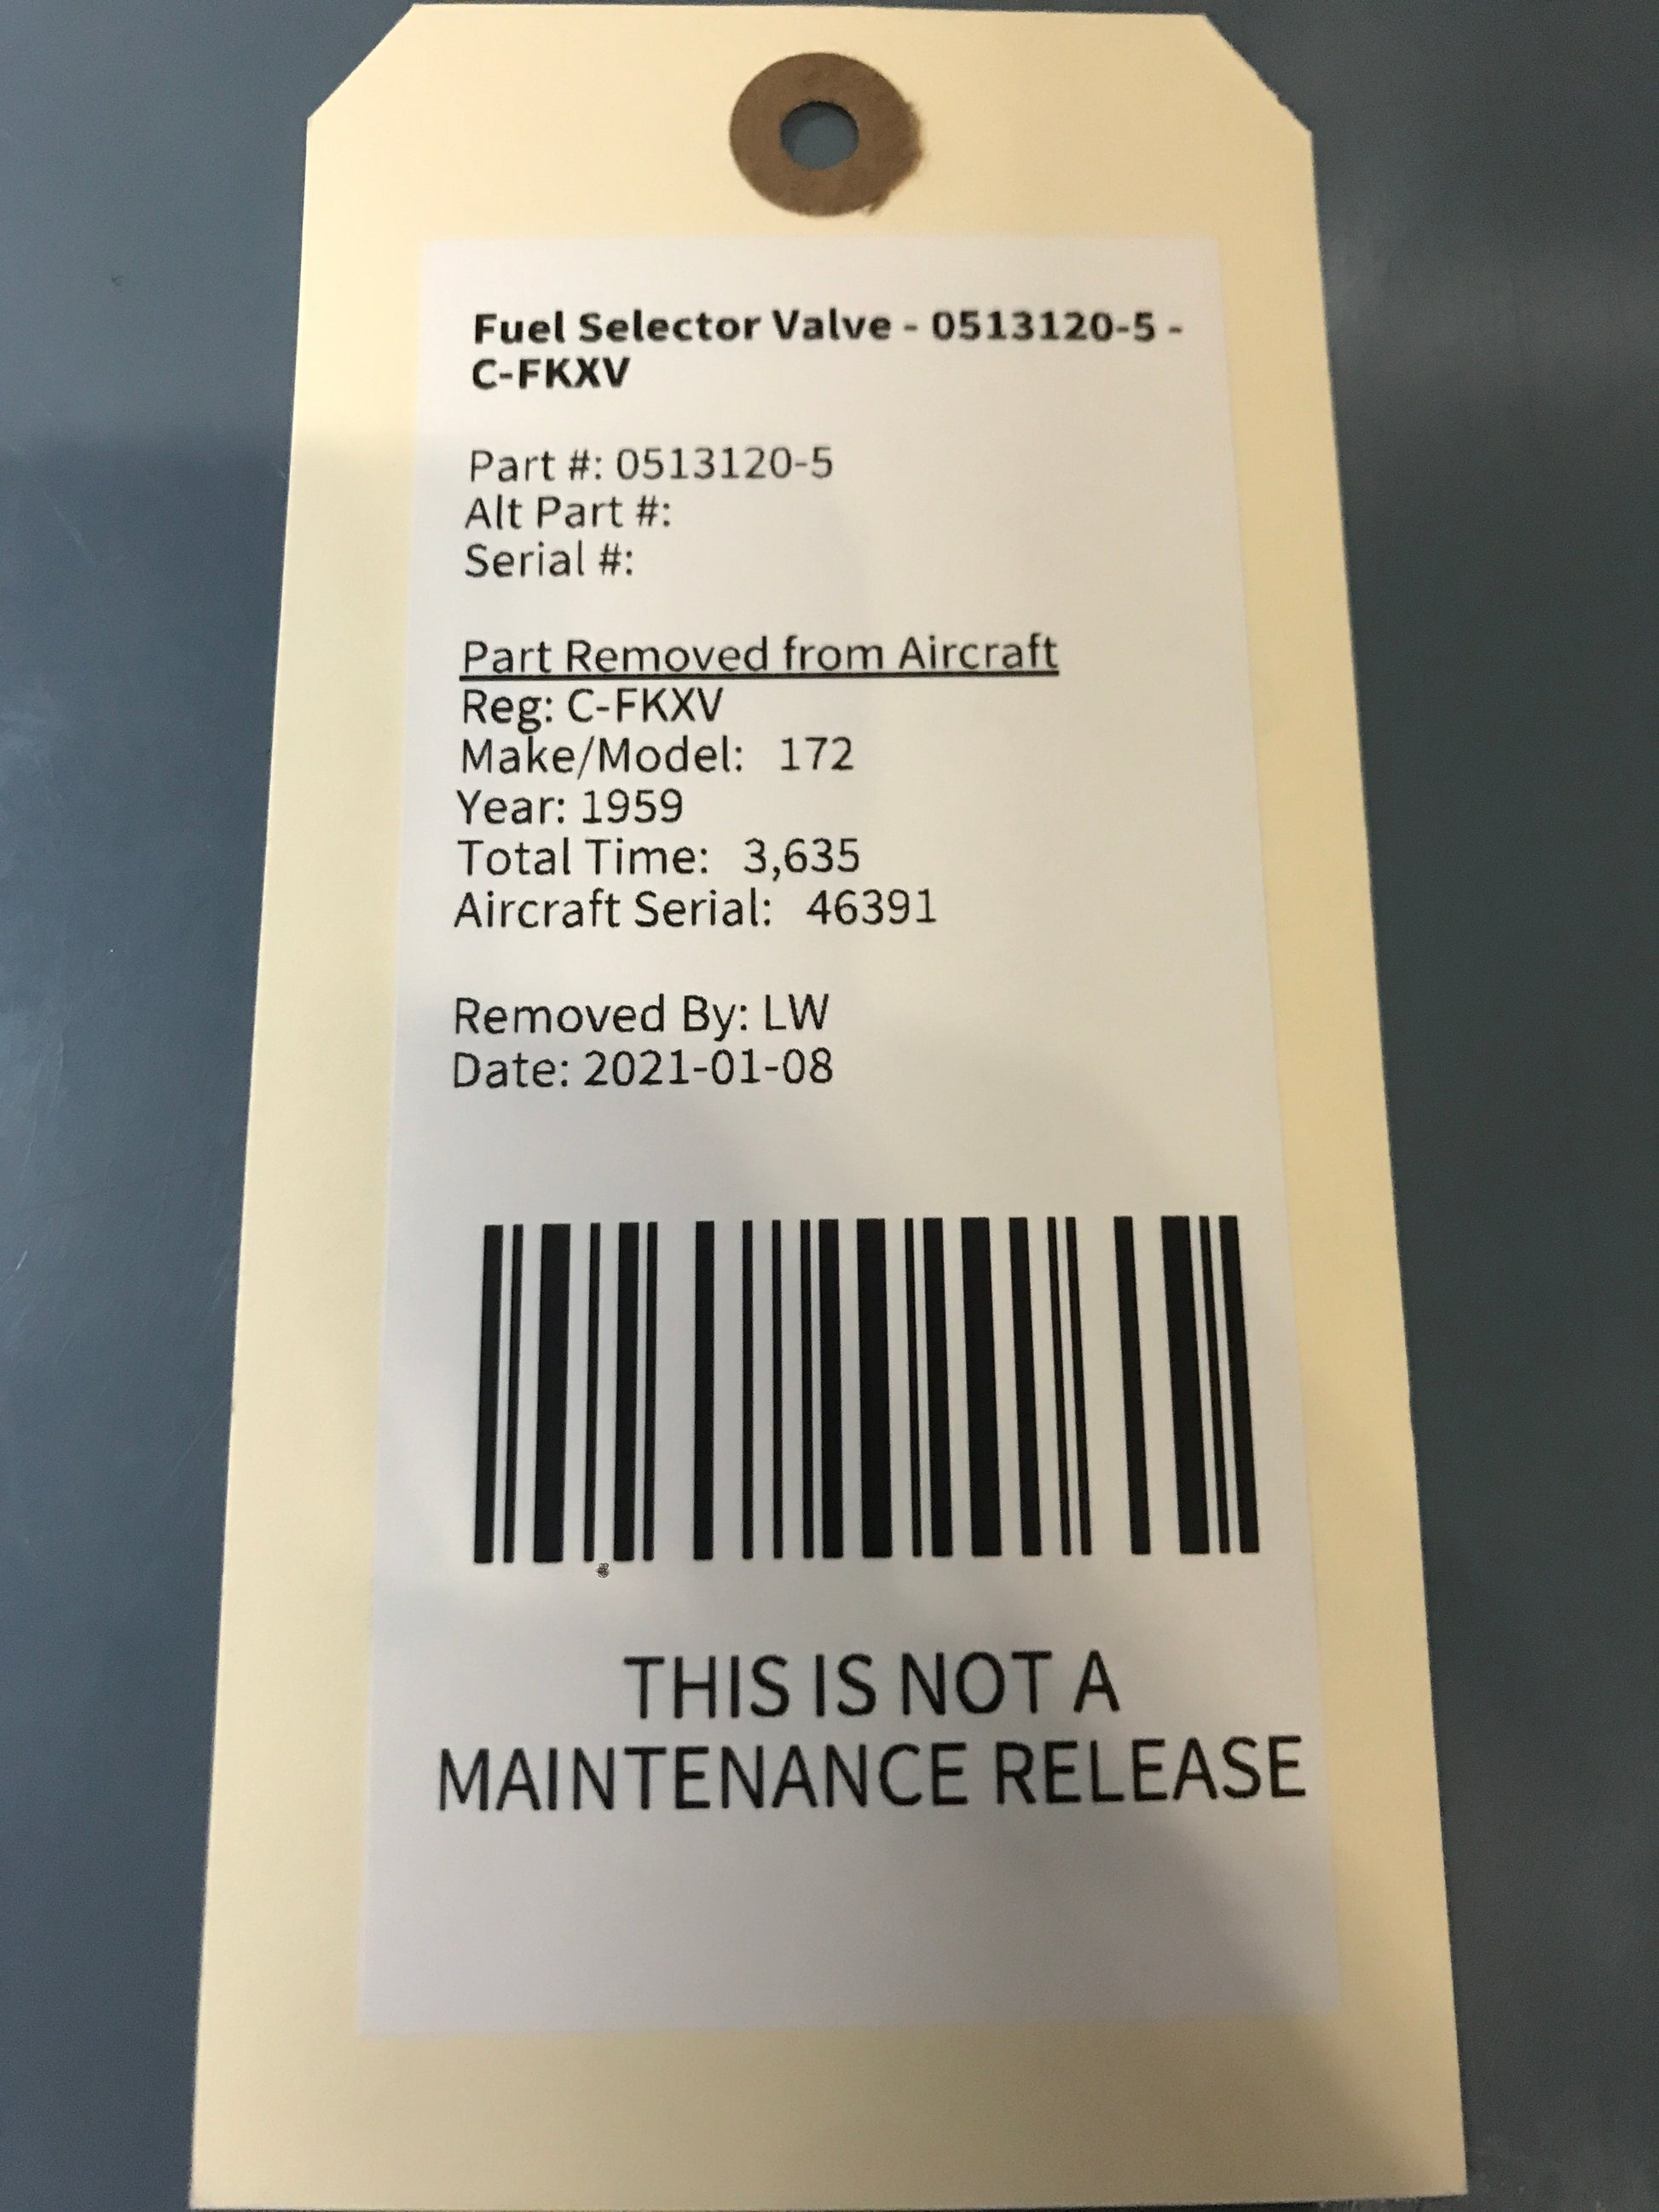 Fuel Selector Valve - 0513120-5 -
C-FKXV
Part #: 0513120-5
Alt Part #:
Serial #:
Part Removed from Aircraft
Reg: C-FKXV
Make/Model: 172
Year: 1959
Total Time: 3,635
Aircraft Serial: 46391
Removed By: LW
Date: 2021-01-08
THIS IS NOT A
MAINTENANCE RELEASE